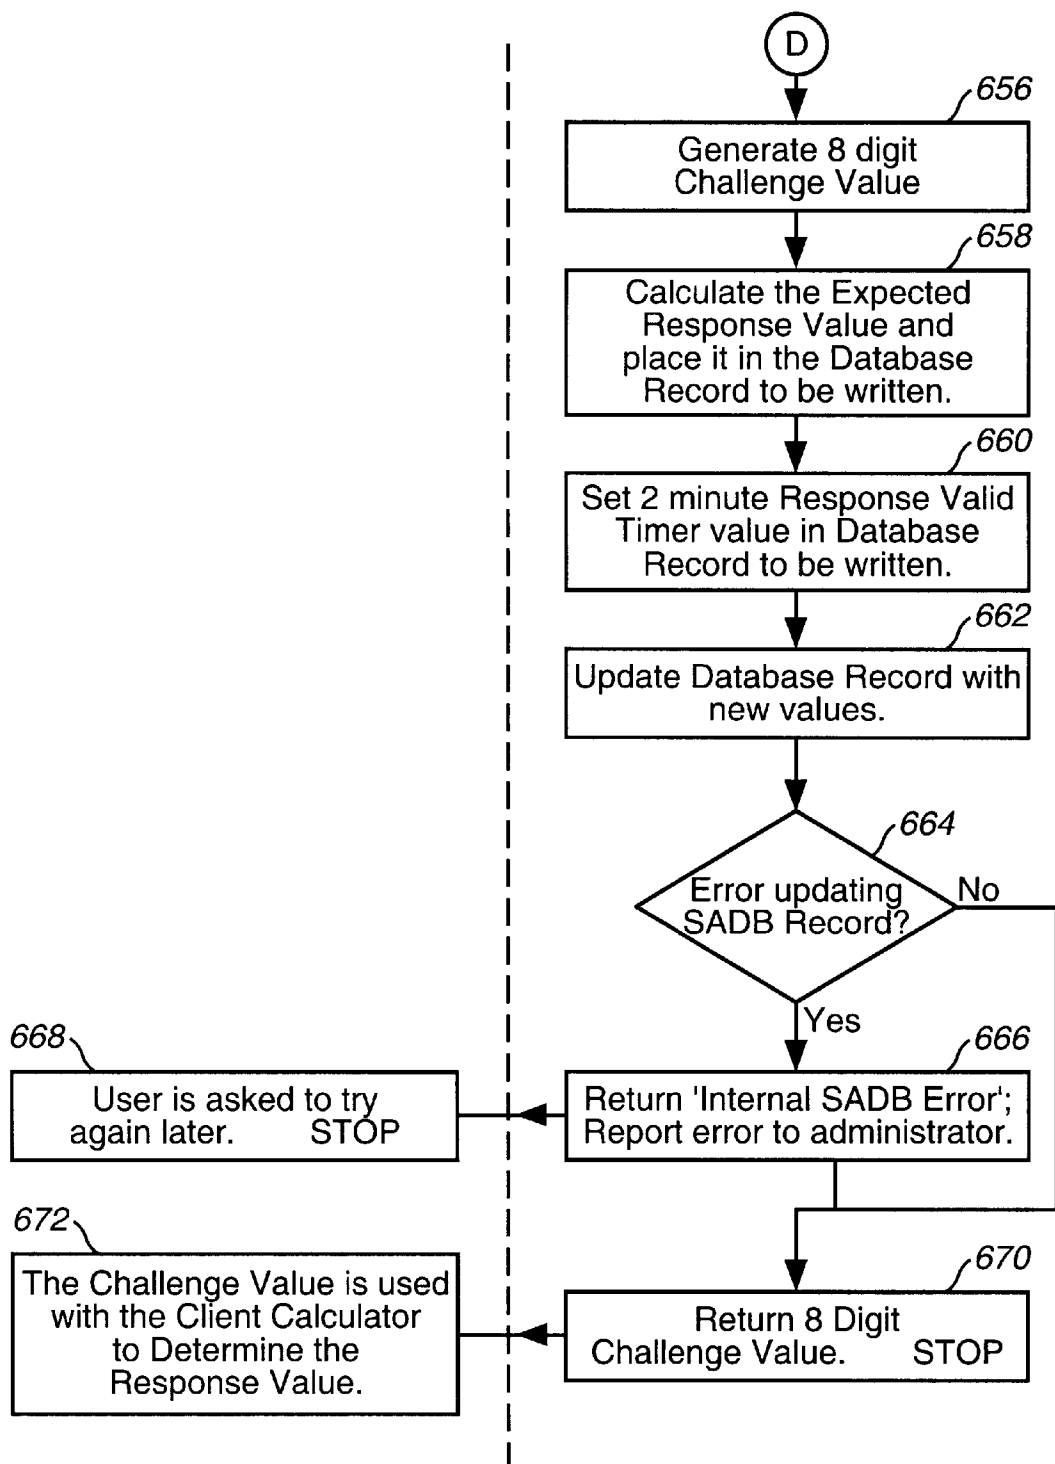 D
656
Generate 8 digit
Challenge Value
658
Calculate the Expected
Response Value and
place it in the Database
Record to be written.
660
Set 2 minute Response Valid
Timer value in Database
Record to be written.
662
Update Database Record with
new values.
664
Error updating
SADB Record?
No
Yes
666
Return 'Internal SADB Error';
Report error to administrator.
668
User is asked to try
again later. STOP
670
Return 8 Digit
Challenge Value. STOP
672
The Challenge Value is used
with the Client Calculator
to Determine the
Response Value.